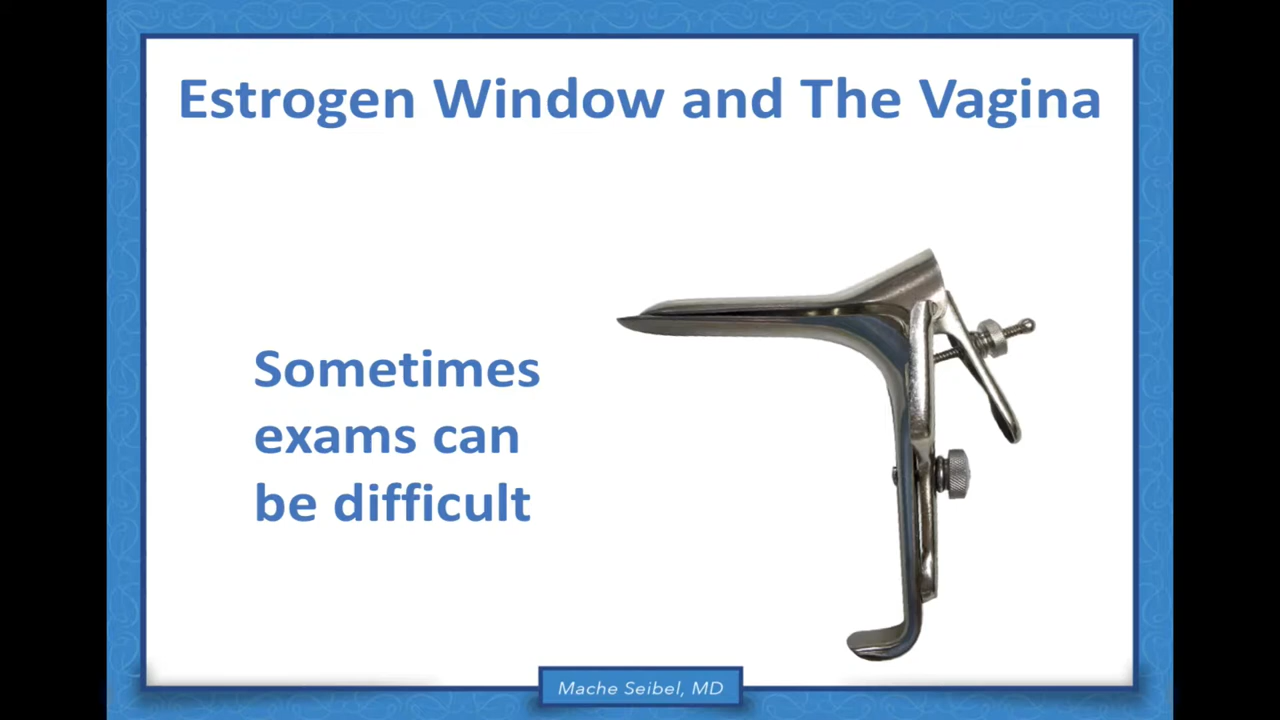 Estrogen Window and The Vagina
Sometimes
exams can
be difficult
Mache Seibel, MD